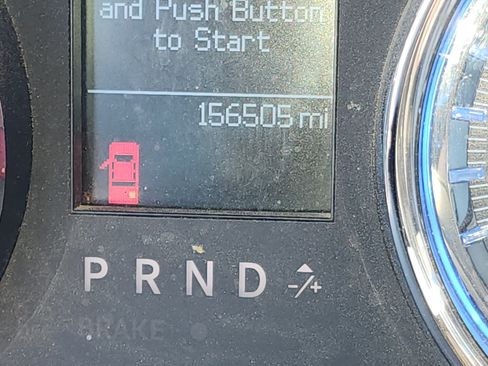 and Push Button
to Start
156505 mi
P R N D -/+
BRAKE